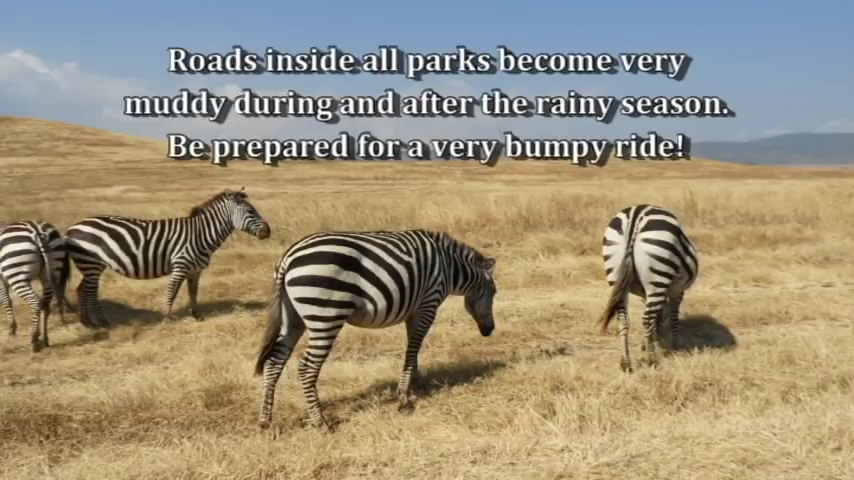 Roads inside all parks become very
muddy during and after the rainy season.
Be prepared for a very bumpy ride!